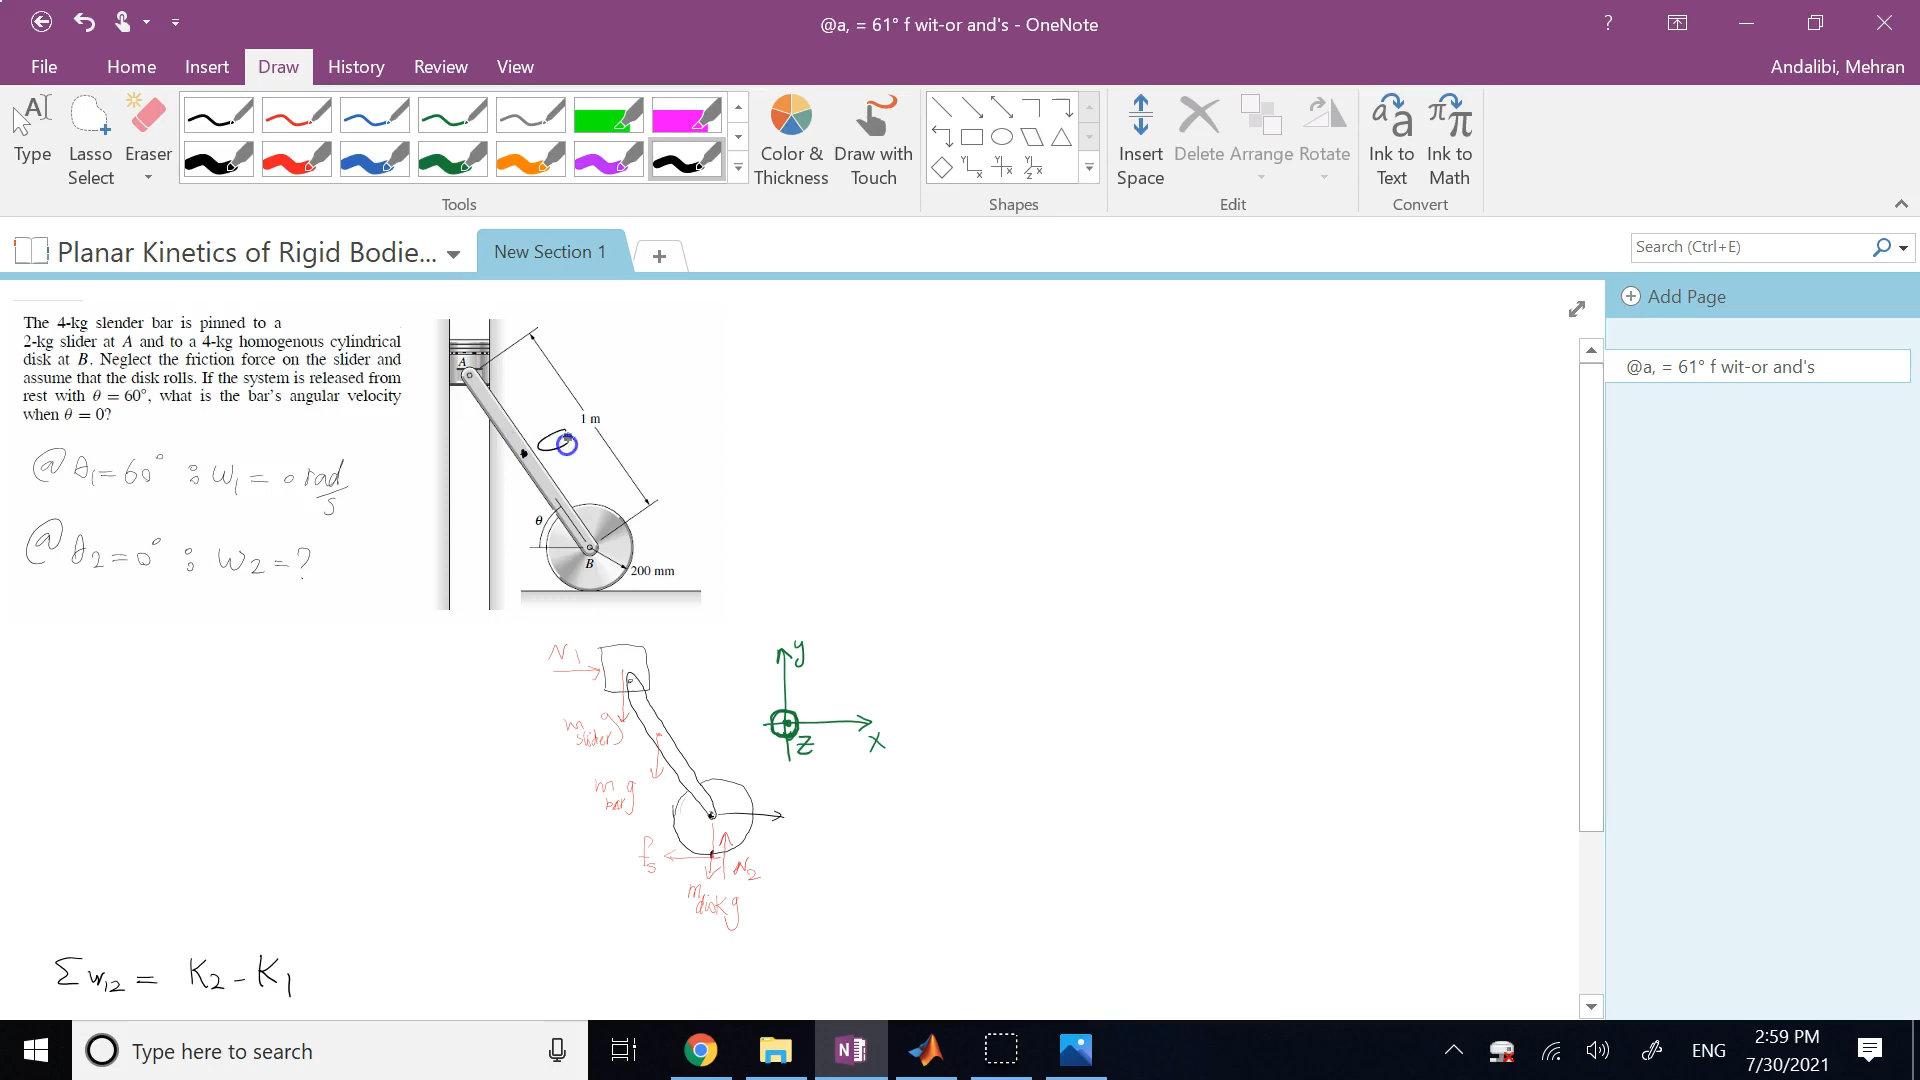 @a, = 61° f wit-or and's - OneNote
File Home Insert Draw History Review View
Andalibi, Mehran
Type
Lasso Select
Eraser
Color & Thickness
Draw with Touch
Insert Space
Delete
Arrange
Rotate
Ink to Text
Ink to Math
Tools
Shapes
Edit
Convert
Planar Kinetics of Rigid Bodie...
New Section 1
Search (Ctrl+E)
Add Page
@a, = 61° f wit-or and's
The 4-kg slender bar is pinned to a
2-kg slider at A and to a 4-kg homogenous cylindrical
disk at B. Neglect the friction force on the slider and
assume that the disk rolls. If the system is released from
rest with θ = 60°, what is the bar's angular velocity
when θ = 0?
A
1 m
θ
B
200 mm
@ θ1 = 60° : ω1 = 0 rad/s
@ θ2 = 0° : ω2 = ?
N1
m slider g
m bar g
fs
N2
m disk g
y
x
z
Σw12 = K2 - K1
Type here to search
ENG
2:59 PM
7/30/2021